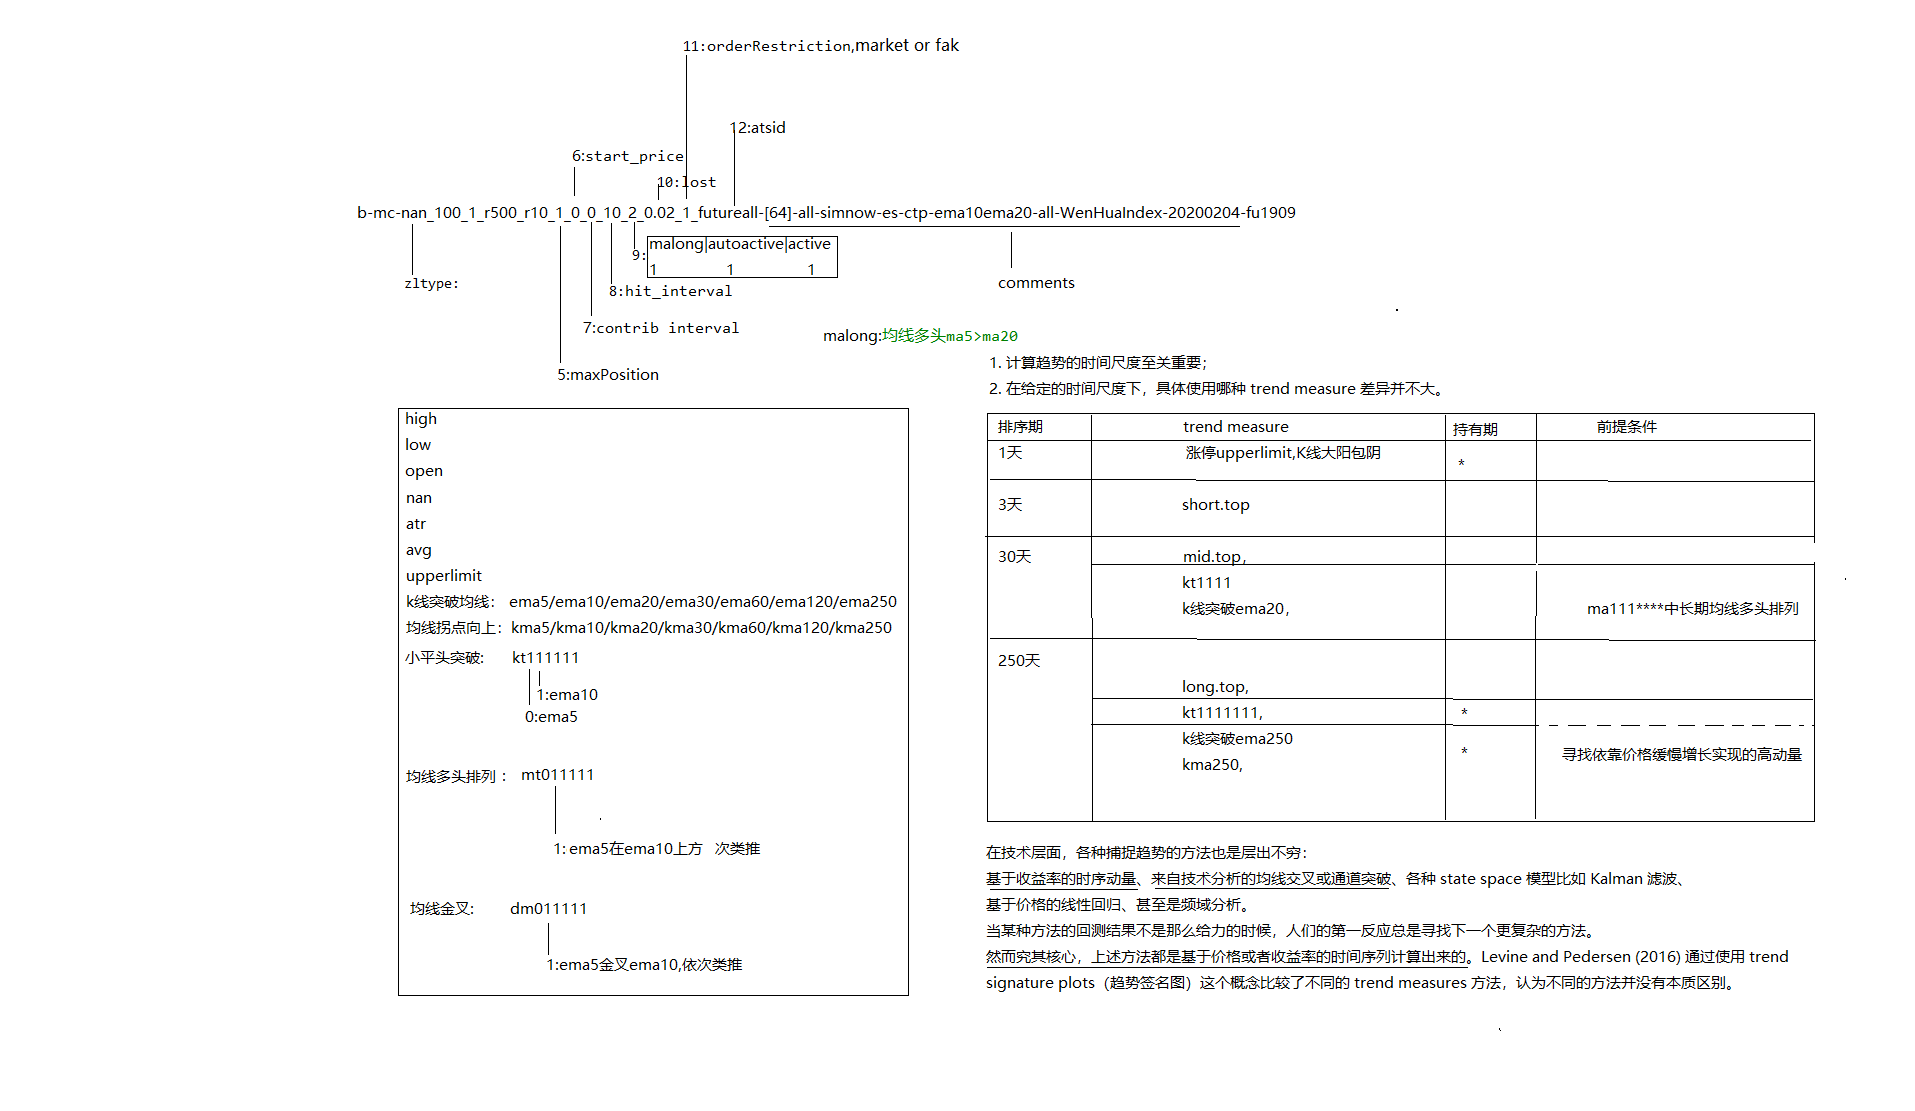 11:orderRestriction,market or fak
12:atsid
6:start_price
10:lost
b-mc-nan_100_1_r500_r10_1_0_0_10_2_0.02_1_futureall-[64]-all-simnow-es-ctp-ema10ema20-all-WenHuaIndex-20200204-fu1909
malong|autoactive|active
9:
1 1 1
zltype:
8:hit_interval
comments
7:contrib interval
malong:均线多头ma5>ma20
5:maxPosition
1. 计算趋势的时间尺度至关重要；
2. 在给定的时间尺度下，具体使用哪种 trend measure 差异并不大。
high
low
open
nan
atr
avg
upperlimit
k线突破均线： ema5/ema10/ema20/ema30/ema60/ema120/ema250
均线拐点向上：kma5/kma10/kma20/kma30/kma60/kma120/kma250
小平头突破: kt111111
1:ema10
0:ema5
均线多头排列： mt011111
1: ema5在ema10上方 次类推
均线金叉: dm011111
1:ema5金叉ema10,依次类推
排序期 trend measure 持有期 前提条件
1天 涨停upperlimit,K线大阳包阴 *
3天 short.top
30天 mid.top,
kt1111
k线突破ema20, ma111****中长期均线多头排列
250天
long.top,
kt1111111, *
k线突破ema250 * 寻找依靠价格缓慢增长实现的高动量
kma250,
在技术层面，各种捕捉趋势的方法也是层出不穷：
基于收益率的时序动量、来自技术分析的均线交叉或通道突破、各种 state space 模型比如 Kalman 滤波、
基于价格的线性回归、甚至是频域分析。
当某种方法的回测结果不是那么给力的时候，人们的第一反应总是寻找下一个更复杂的方法。
然而究其核心，上述方法都是基于价格或者收益率的时间序列计算出来的。Levine and Pedersen (2016) 通过使用 trend
signature plots（趋势签名图）这个概念比较了不同的 trend measures 方法，认为不同的方法并没有本质区别。